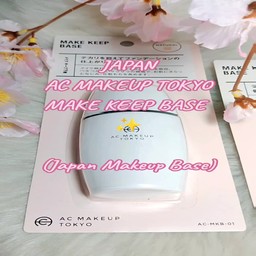 MAKE KEEP
BASE
JAPAN
AC MAKEUP TOKYO
MAKE KEEP BASE
(Japan Makeup Base)
AC MAKEUP
TOKYO
AC MAKEUP
TOKYO
AC-MKB-01